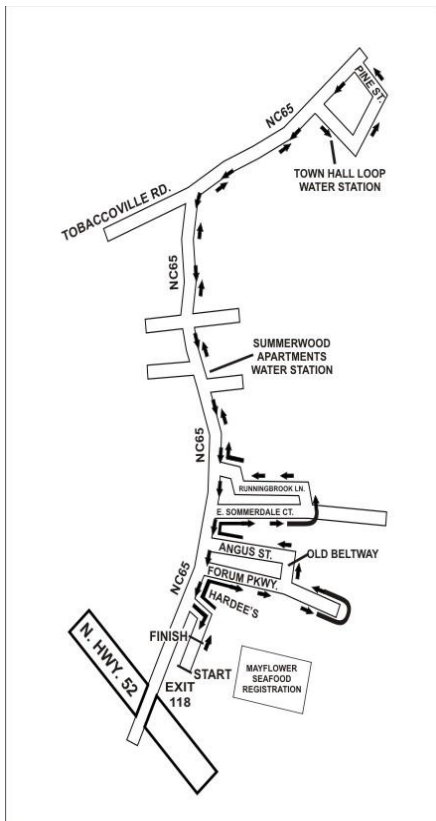 PINE ST.
NC65
TOWN HALL LOOP
WATER STATION
TOBACCOVILLE RD.
NC65
SUMMERWOOD
APARTMENTS
WATER STATION
NC65
RUNNINGBROOK LN.
E. SOMMERDALE CT.
ANGUS ST.
OLD BELTWAY
FORUM PKWY.
NC65
HARDEE'S
FINISH
START
N. HWY. 52
EXIT
118
MAYFLOWER
SEAFOOD
REGISTRATION